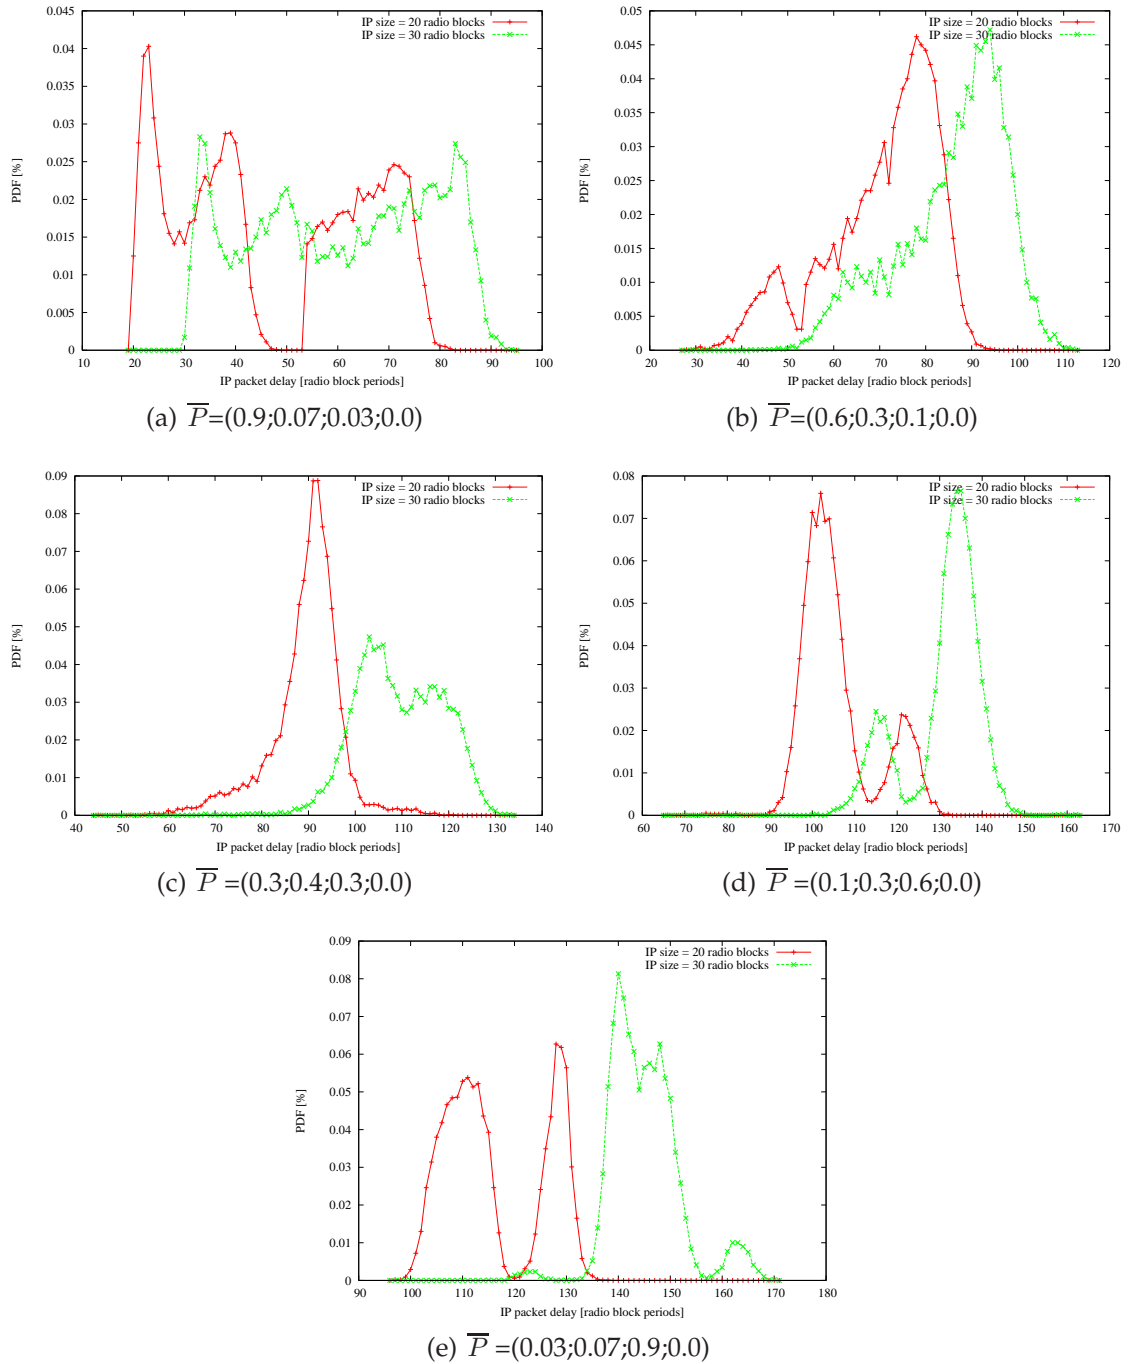 IP size = 20 radio blocks
IP size = 30 radio blocks
PDF [%]
0.045
0.04
0.035
0.03
0.025
0.02
0.015
0.01
0.005
0
10 20 30 40 50 60 70 80 90 100
IP packet delay [radio block periods]
(a) P=(0.9;0.07;0.03;0.0)
IP size = 20 radio blocks
IP size = 30 radio blocks
PDF [%]
0.05
0.045
0.04
0.035
0.03
0.025
0.02
0.015
0.01
0.005
0
20 30 40 50 60 70 80 90 100 110 120
IP packet delay [radio block periods]
(b) P=(0.6;0.3;0.1;0.0)
IP size = 20 radio blocks
IP size = 30 radio blocks
PDF [%]
0.09
0.08
0.07
0.06
0.05
0.04
0.03
0.02
0.01
0
40 50 60 70 80 90 100 110 120 130 140
IP packet delay [radio block periods]
(c) P =(0.3;0.4;0.3;0.0)
IP size = 20 radio blocks
IP size = 30 radio blocks
PDF [%]
0.08
0.07
0.06
0.05
0.04
0.03
0.02
0.01
0
60 70 80 90 100 110 120 130 140 150 160 170
IP packet delay [radio block periods]
(d) P =(0.1;0.3;0.6;0.0)
IP size = 20 radio blocks
IP size = 30 radio blocks
PDF [%]
0.09
0.08
0.07
0.06
0.05
0.04
0.03
0.02
0.01
0
90 100 110 120 130 140 150 160 170 180
IP packet delay [radio block periods]
(e) P =(0.03;0.07;0.9;0.0)